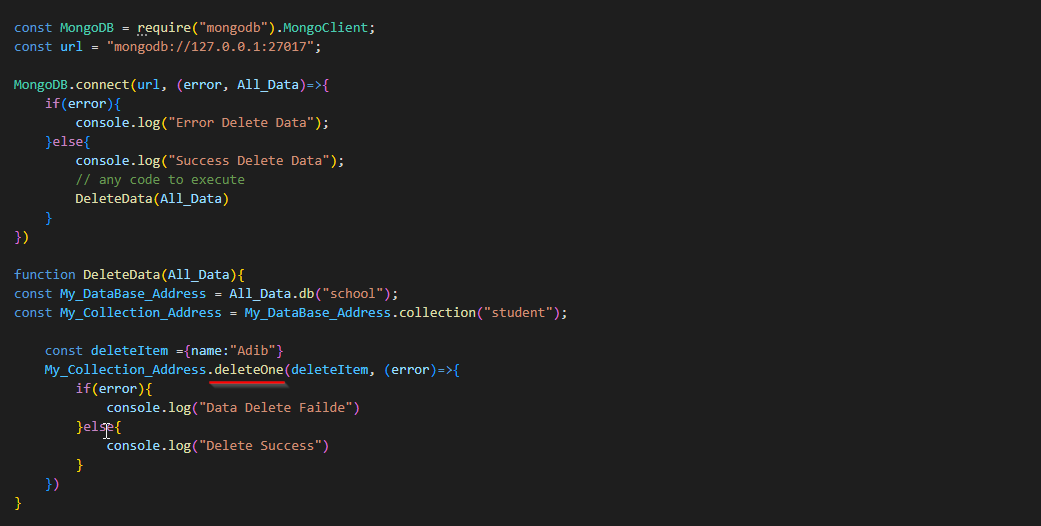 const MongoDB = require("mongodb").MongoClient;
const url = "mongodb://127.0.0.1:27017";
MongoDB.connect(url, (error, All_Data)=>{
if(error){
console.log("Error Delete Data");
}else{
console.log("Success Delete Data");
// any code to execute
DeleteData(All_Data)
}
})
function DeleteData(All_Data){
const My_DataBase_Address = All_Data.db("school");
const My_Collection_Address = My_DataBase_Address.collection("student");
const deleteItem ={name:"Adib"}
My_Collection_Address.deleteOne(deleteItem, (error)=>{
if(error){
console.log("Data Delete Failde")
}else{
console.log("Delete Success")
}
})
}